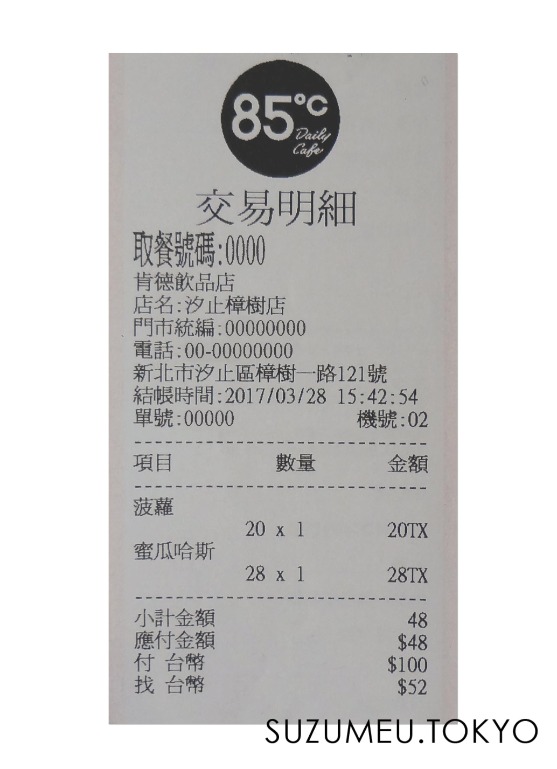 85°C
Daily
Cafe
交易明細
取餐號碼:0000
肯德飲品店
店名:汐止樟樹店
門市統編:00000000
電話:00-00000000
新北市汐止區樟樹一路121號
結帳時間:2017/03/28 15:42:54
單號:00000 機號:02
項目 數量 金額
菠蘿
20 x 1 20TX
蜜瓜哈斯
28 x 1 28TX
小計金額 48
應付金額 $48
付 台幣 $100
找 台幣 $52
SUZUMEU.TOKYO